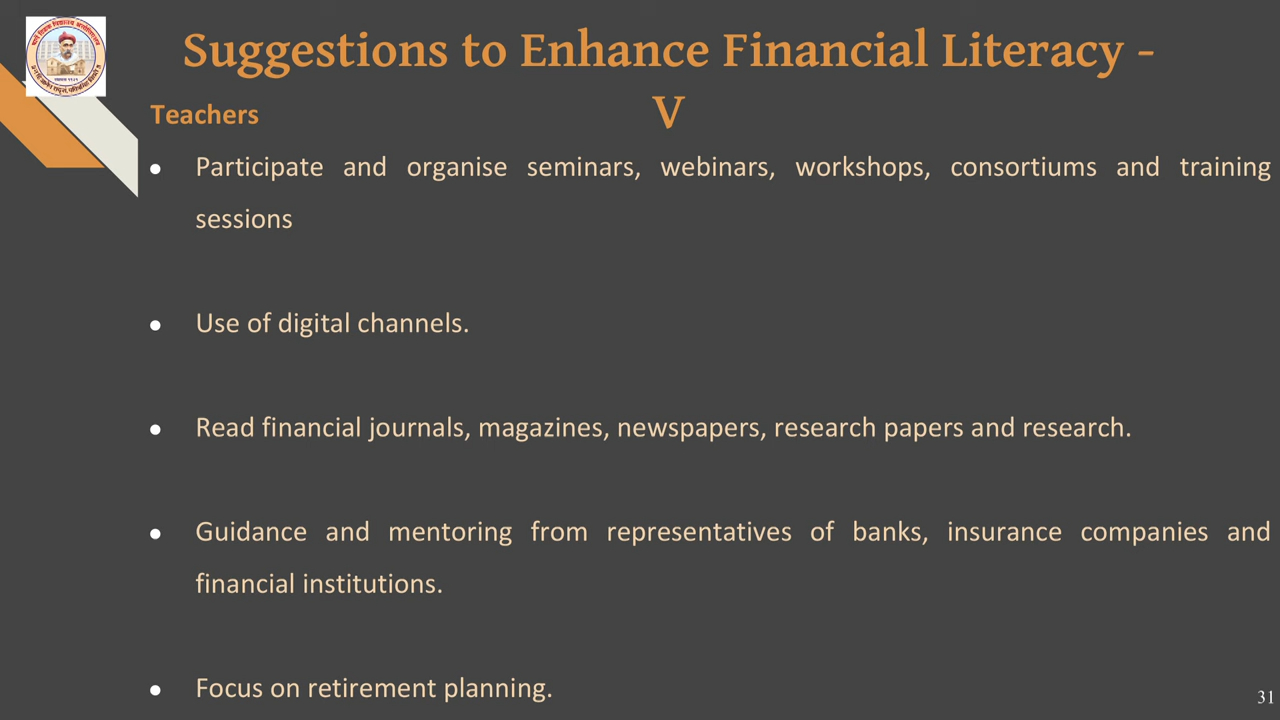 Suggestions to Enhance Financial Literacy -
V
Teachers
● Participate and organise seminars, webinars, workshops, consortiums and training
sessions
● Use of digital channels.
● Read financial journals, magazines, newspapers, research papers and research.
● Guidance and mentoring from representatives of banks, insurance companies and
financial institutions.
● Focus on retirement planning.
31